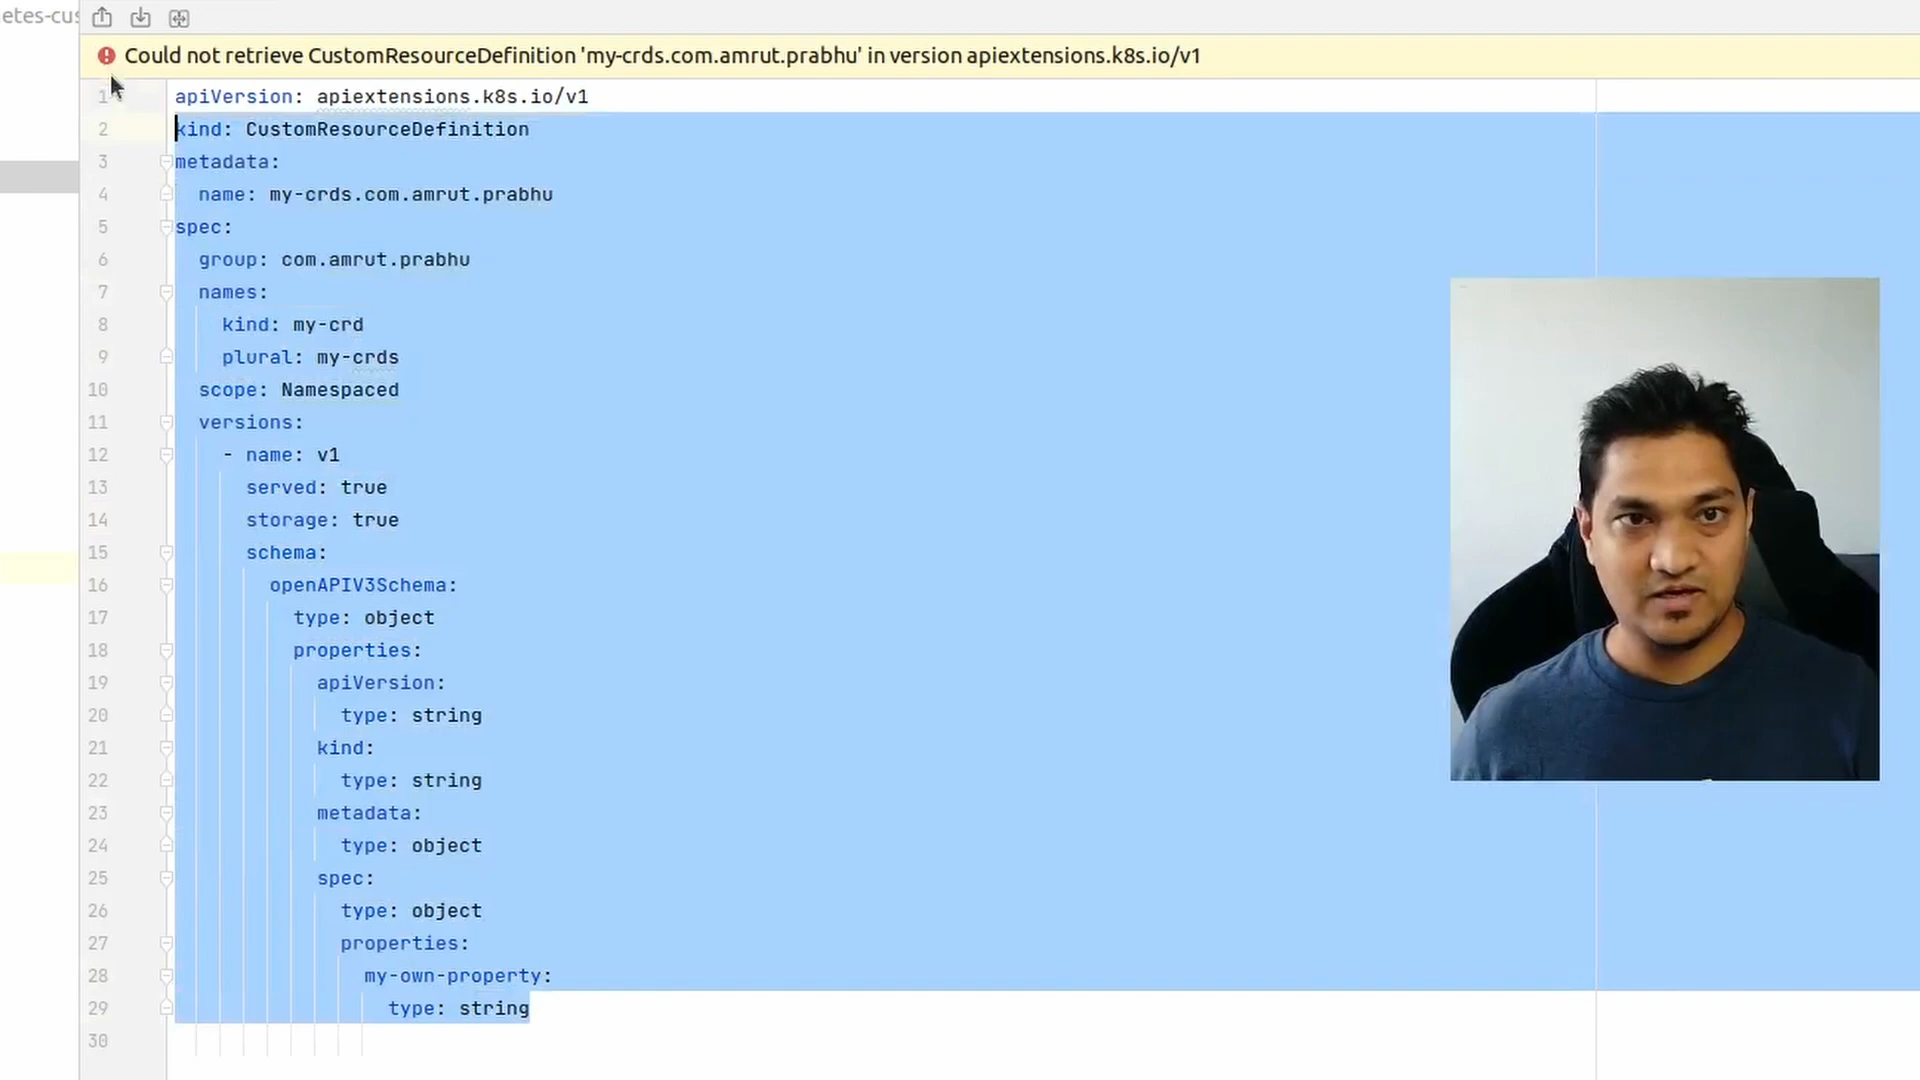 etes-cus
Could not retrieve CustomResourceDefinition 'my-crds.com.amrut.prabhu' in version apiextensions.k8s.io/v1
1 apiVersion: apiextensions.k8s.io/v1
2 kind: CustomResourceDefinition
3 metadata:
4 name: my-crds.com.amrut.prabhu
5 spec:
6 group: com.amrut.prabhu
7 names:
8 kind: my-crd
9 plural: my-crds
10 scope: Namespaced
11 versions:
12 - name: v1
13 served: true
14 storage: true
15 schema:
16 openAPIV3Schema:
17 type: object
18 properties:
19 apiVersion:
20 type: string
21 kind:
22 type: string
23 metadata:
24 type: object
25 spec:
26 type: object
27 properties:
28 my-own-property:
29 type: string
30